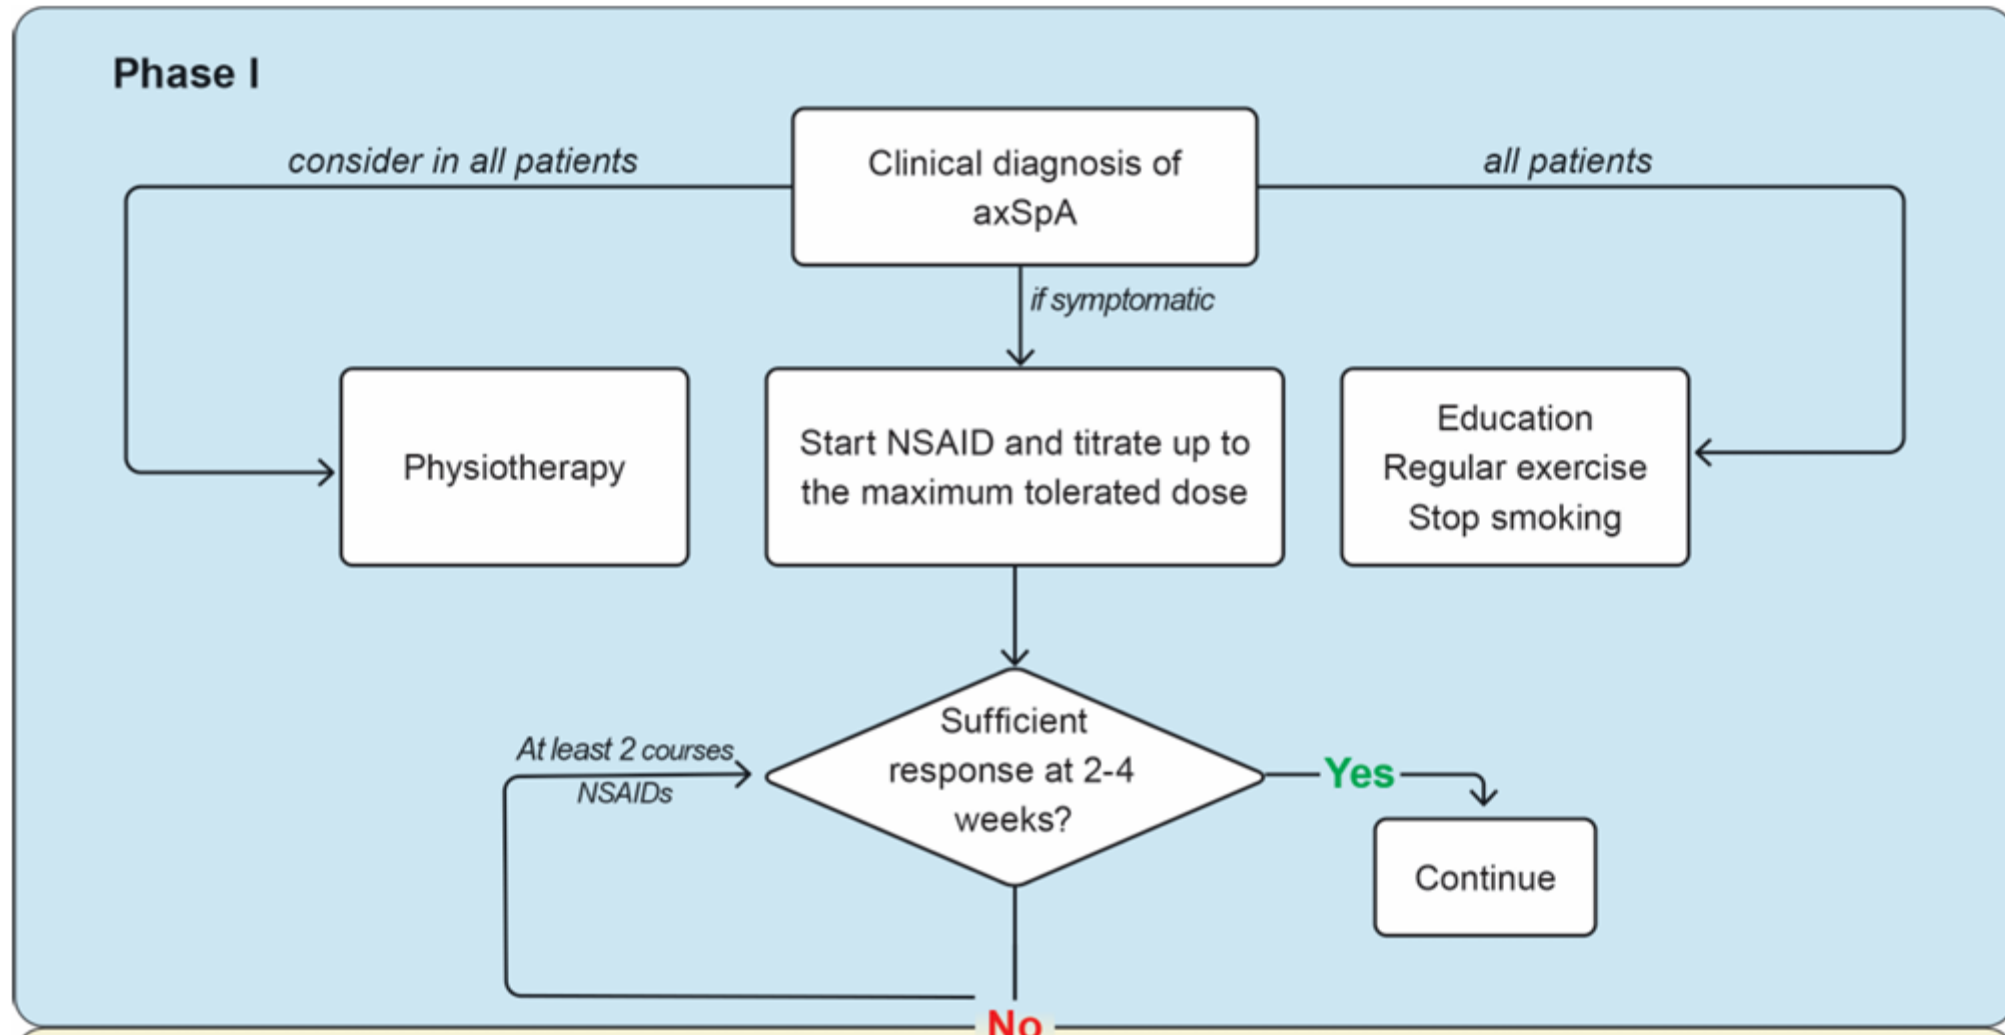 Phase I
consider in all patients
Clinical diagnosis of
axSpA
all patients
if symptomatic
Physiotherapy
Start NSAID and titrate up to
the maximum tolerated dose
Education
Regular exercise
Stop smoking
At least 2 courses
NSAIDs
Sufficient
response at 2-4
weeks?
Yes
Continue
No